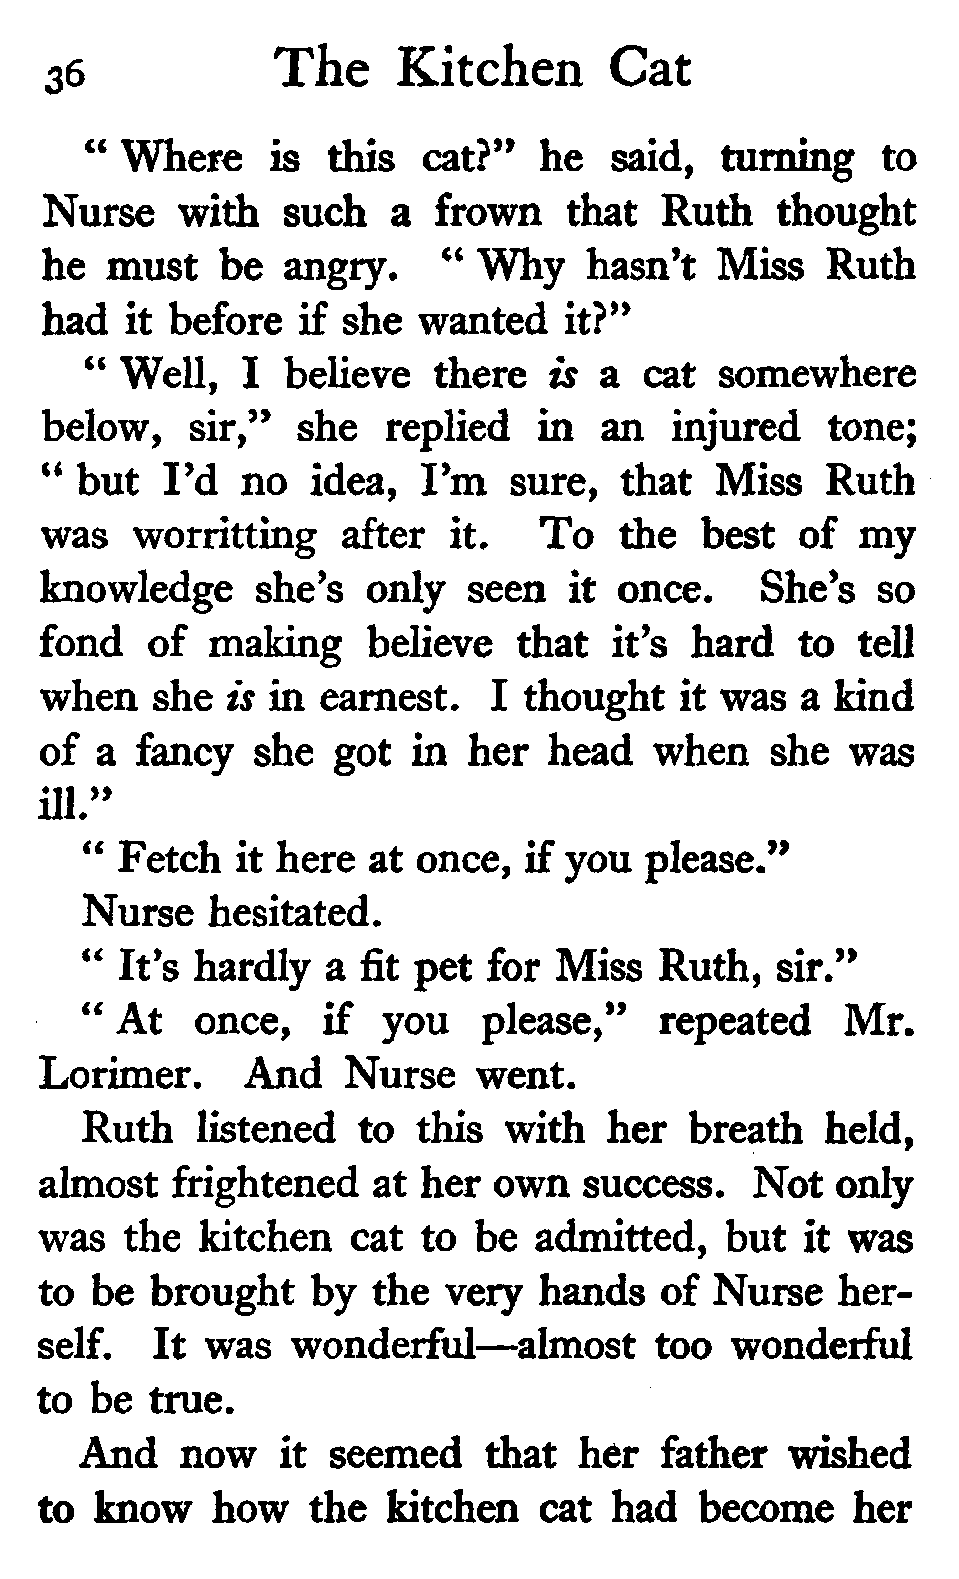 36 The Kitchen Cat
“ Where is this cat?” he said, turning to
Nurse with such a frown that Ruth thought
he must be angry. “ Why hasn’t Miss Ruth
had it before if she wanted it?”
“ Well, I believe there is a cat somewhere
below, sir,” she replied in an injured tone;
“ but I’d no idea, I’m sure, that Miss Ruth
was worritting after it. To the best of my
knowledge she’s only seen it once. She’s so
fond of making believe that it’s hard to tell
when she is in earnest. I thought it was a kind
of a fancy she got in her head when she was
ill.”
“ Fetch it here at once, if you please.”
Nurse hesitated.
“ It’s hardly a fit pet for Miss Ruth, sir.”
“ At once, if you please,” repeated Mr.
Lorimer. And Nurse went.
Ruth listened to this with her breath held,
almost frightened at her own success. Not only
was the kitchen cat to be admitted, but it was
to be brought by the very hands of Nurse her-
self. It was wonderful—almost too wonderful
to be true.
And now it seemed that her father wished
to know how the kitchen cat had become her